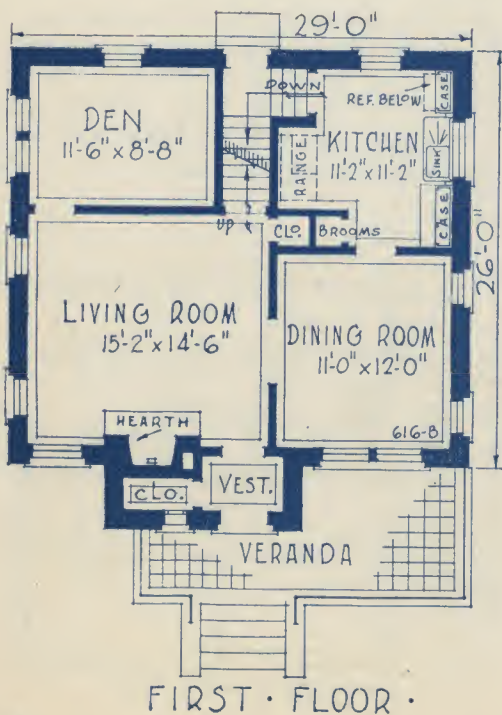 29'-0"
DOWN
REF. BELOW
CASE
DEN
11'-6" x 8'-8"
KITCHEN
11'-2" x 11'-2"
RANGE
SINK
CASE
UP
CLO.
BROOMS
26'-0"
LIVING ROOM
15'-2" x 14'-6"
DINING ROOM
11'-0" x 12'-0"
HEARTH
616-B
CLO.
VEST.
VERANDA
FIRST · FLOOR ·